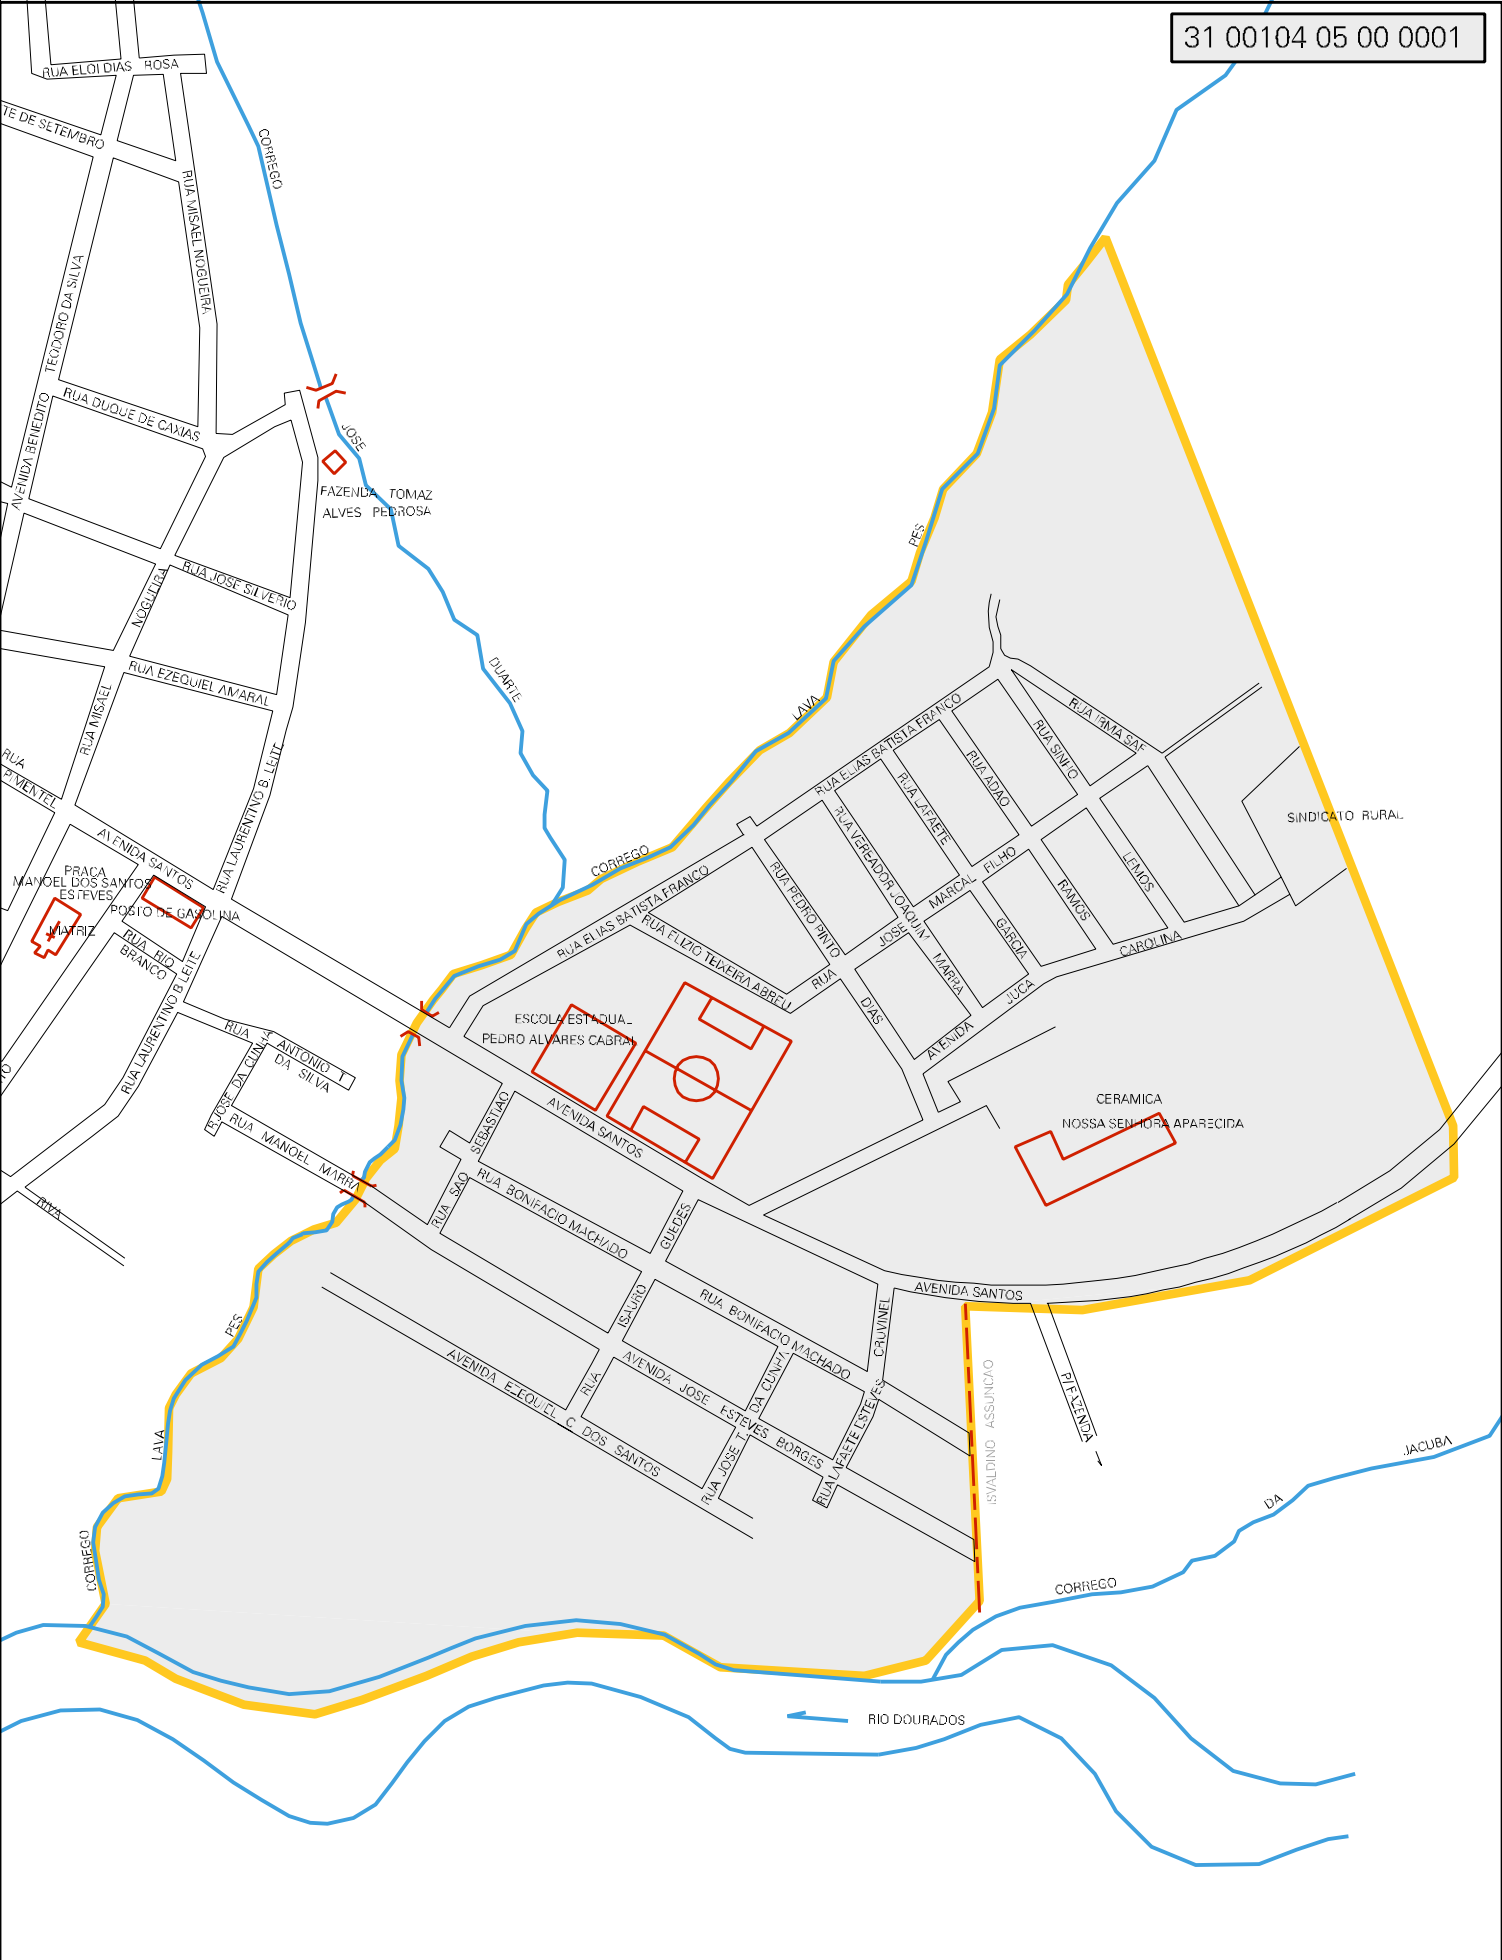 31 00104 05 00 0001
RUA ELOI DIAS ROSA
TE DE SETEMBRO
CORREGO
RUA MISAEL NOGUEIRA
TEODORO DA SILVA
AVENIDA BENEDITO
RUA DUQUE DE CAXIAS
JOSE
FAZENDA TOMAZ
ALVES PEDROSA
PES
RUA JOSE SILVERIO
NOGUEIRA
RUA EZEQUIEL AMARAL
DUARTE
RUA MISAEL
LAVA
RUA ELIAS BATISTA FRANCO
RUA IRMA SAF
RUA SINHO
RUA ADAO
RUA LAFAETE
RUA VEREADOR JOAQUIM MARRA
RUA
PIMENTEL
RUA LAURENTINO B. LEITE
SINDICATO RURAL
AVENIDA SANTOS
CORREGO
PRACA
MANOEL DOS SANTOS
ESTEVES
POSTO DE GASOLINA
MATRIZ
RUA ELIAS BATISTA FRANCO
RUA PEDRO PINTO
JOSE MARCAL FILHO
LEMOS
RAMOS
GARCIA
CAROLINA
RUA RIO
BRANCO
RUA ELIZIO TEIXEIRA ABREU
RUA
DIAS
AVENIDA JUCA
RUA LAURENTINO B LEITE
ESCOLA ESTADUAL
PEDRO ALVARES CABRAL
RUA ANTONIO T
DA SILVA
R JOSE DA CUNHA
RUA MANOEL MARRA
AVENIDA SANTOS
CERAMICA
NOSSA SENHORA APARECIDA
RUA SAO SEBASTIAO
RIVA
RUA BONIFACIO MACHADO
GUEDES
ISAURO
RUA
AVENIDA SANTOS
RUA BONIFACIO MACHADO
CRUVINEL
PES
AVENIDA EZEQUIEL C DOS SANTOS
AVENIDA JOSE ESTEVES BORGES
RUA JOSE T. DA CUNHA
RUA LAFAETE ESTEVES
ISVALDINO ASSUNCAO
P/ FAZENDA
LAVA
JACUBA
DA
CORREGO
CORREGO
RIO DOURADOS